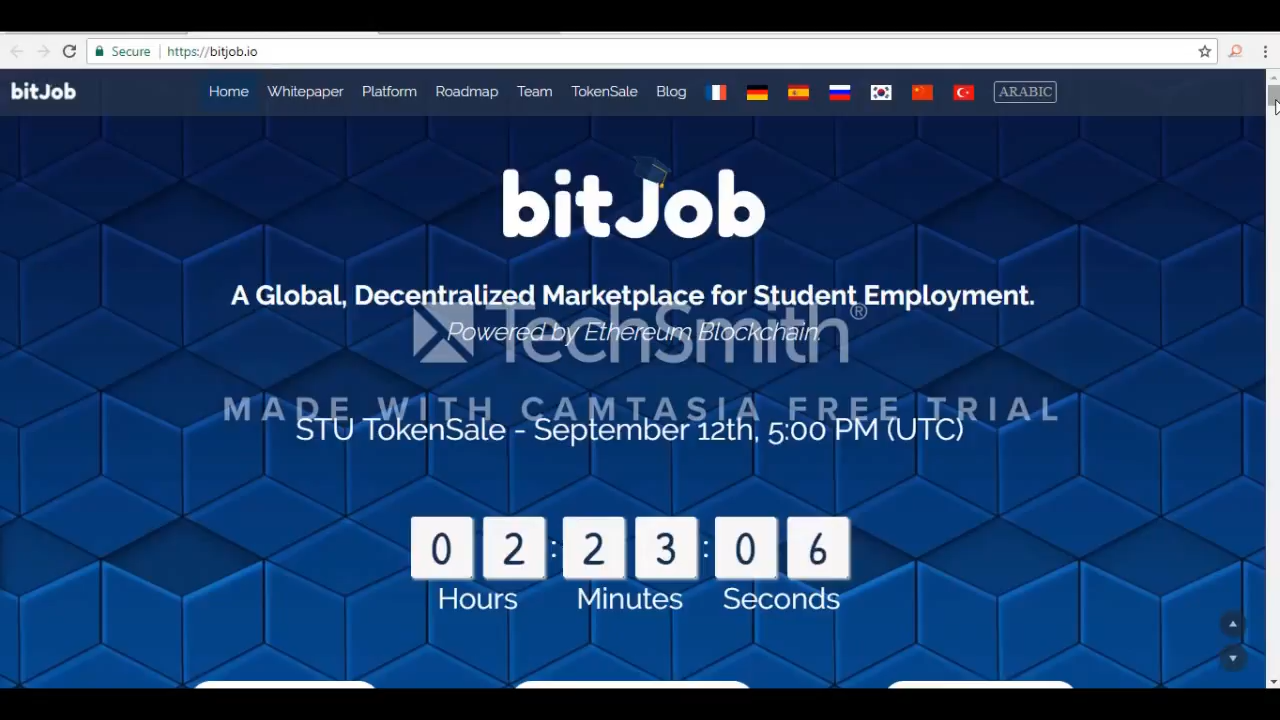 Secure https://bitjob.io
bitJob Home Whitepaper Platform Roadmap Team TokenSale Blog ARABIC
bitJob
A Global, Decentralized Marketplace for Student Employment.
Powered by Ethereum Blockchain.
TechSmith®
MADE WITH CAMTASIA FREE TRIAL
STU TokenSale - September 12th, 5:00 PM (UTC)
0 2 : 2 3 : 0 6
Hours Minutes Seconds